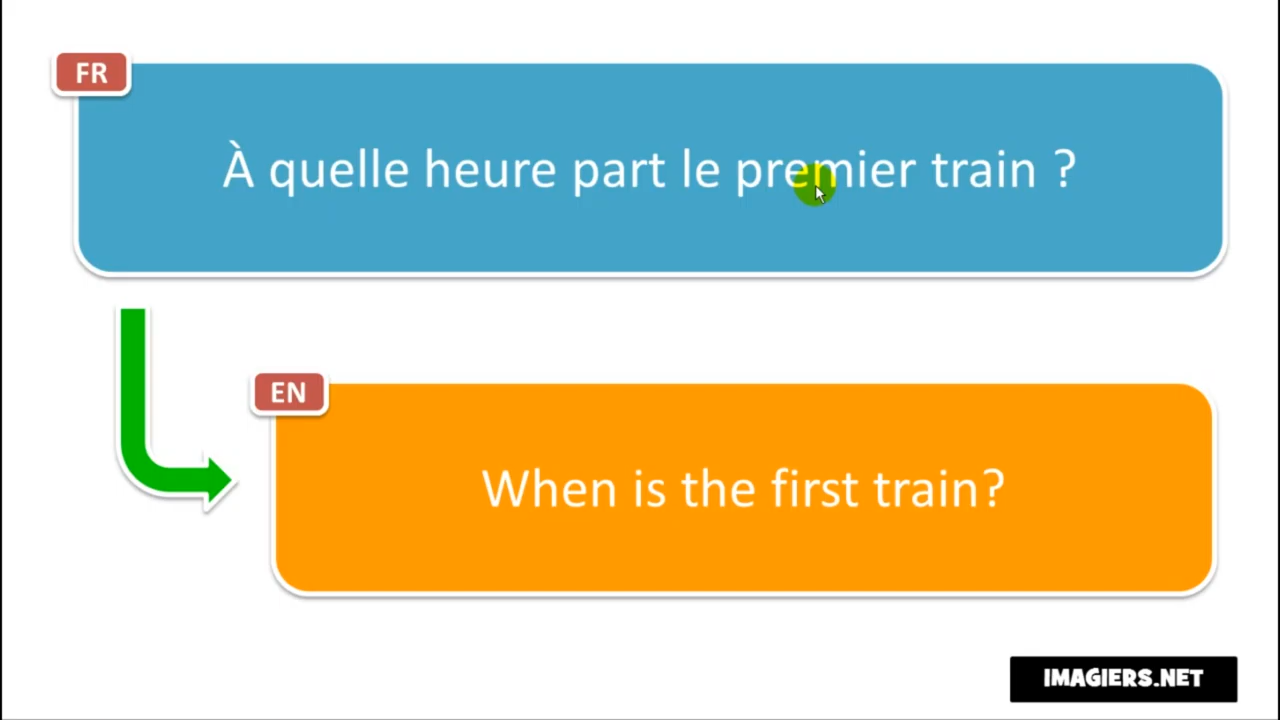 FR
À quelle heure part le premier train ?
EN
When is the first train?
IMAGIERS.NET